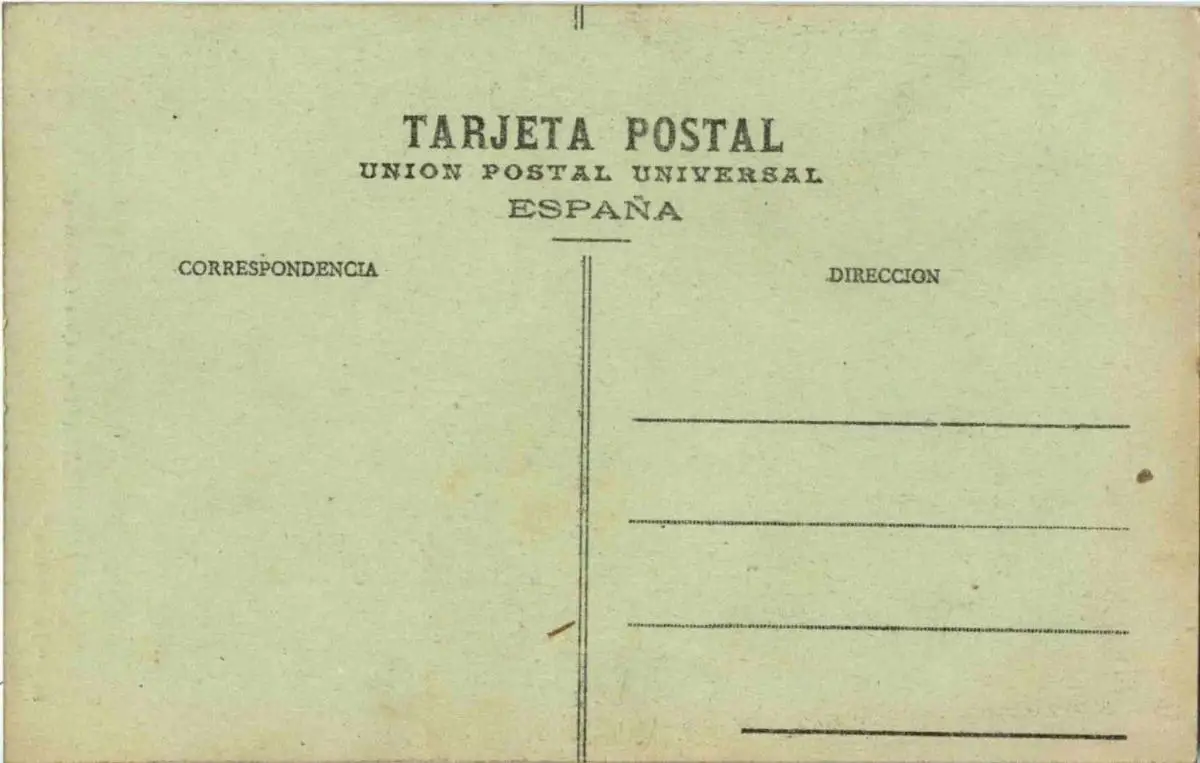 TARJETA POSTAL
UNION POSTAL UNIVERSAL
ESPAÑA
CORRESPONDENCIA
DIRECCION